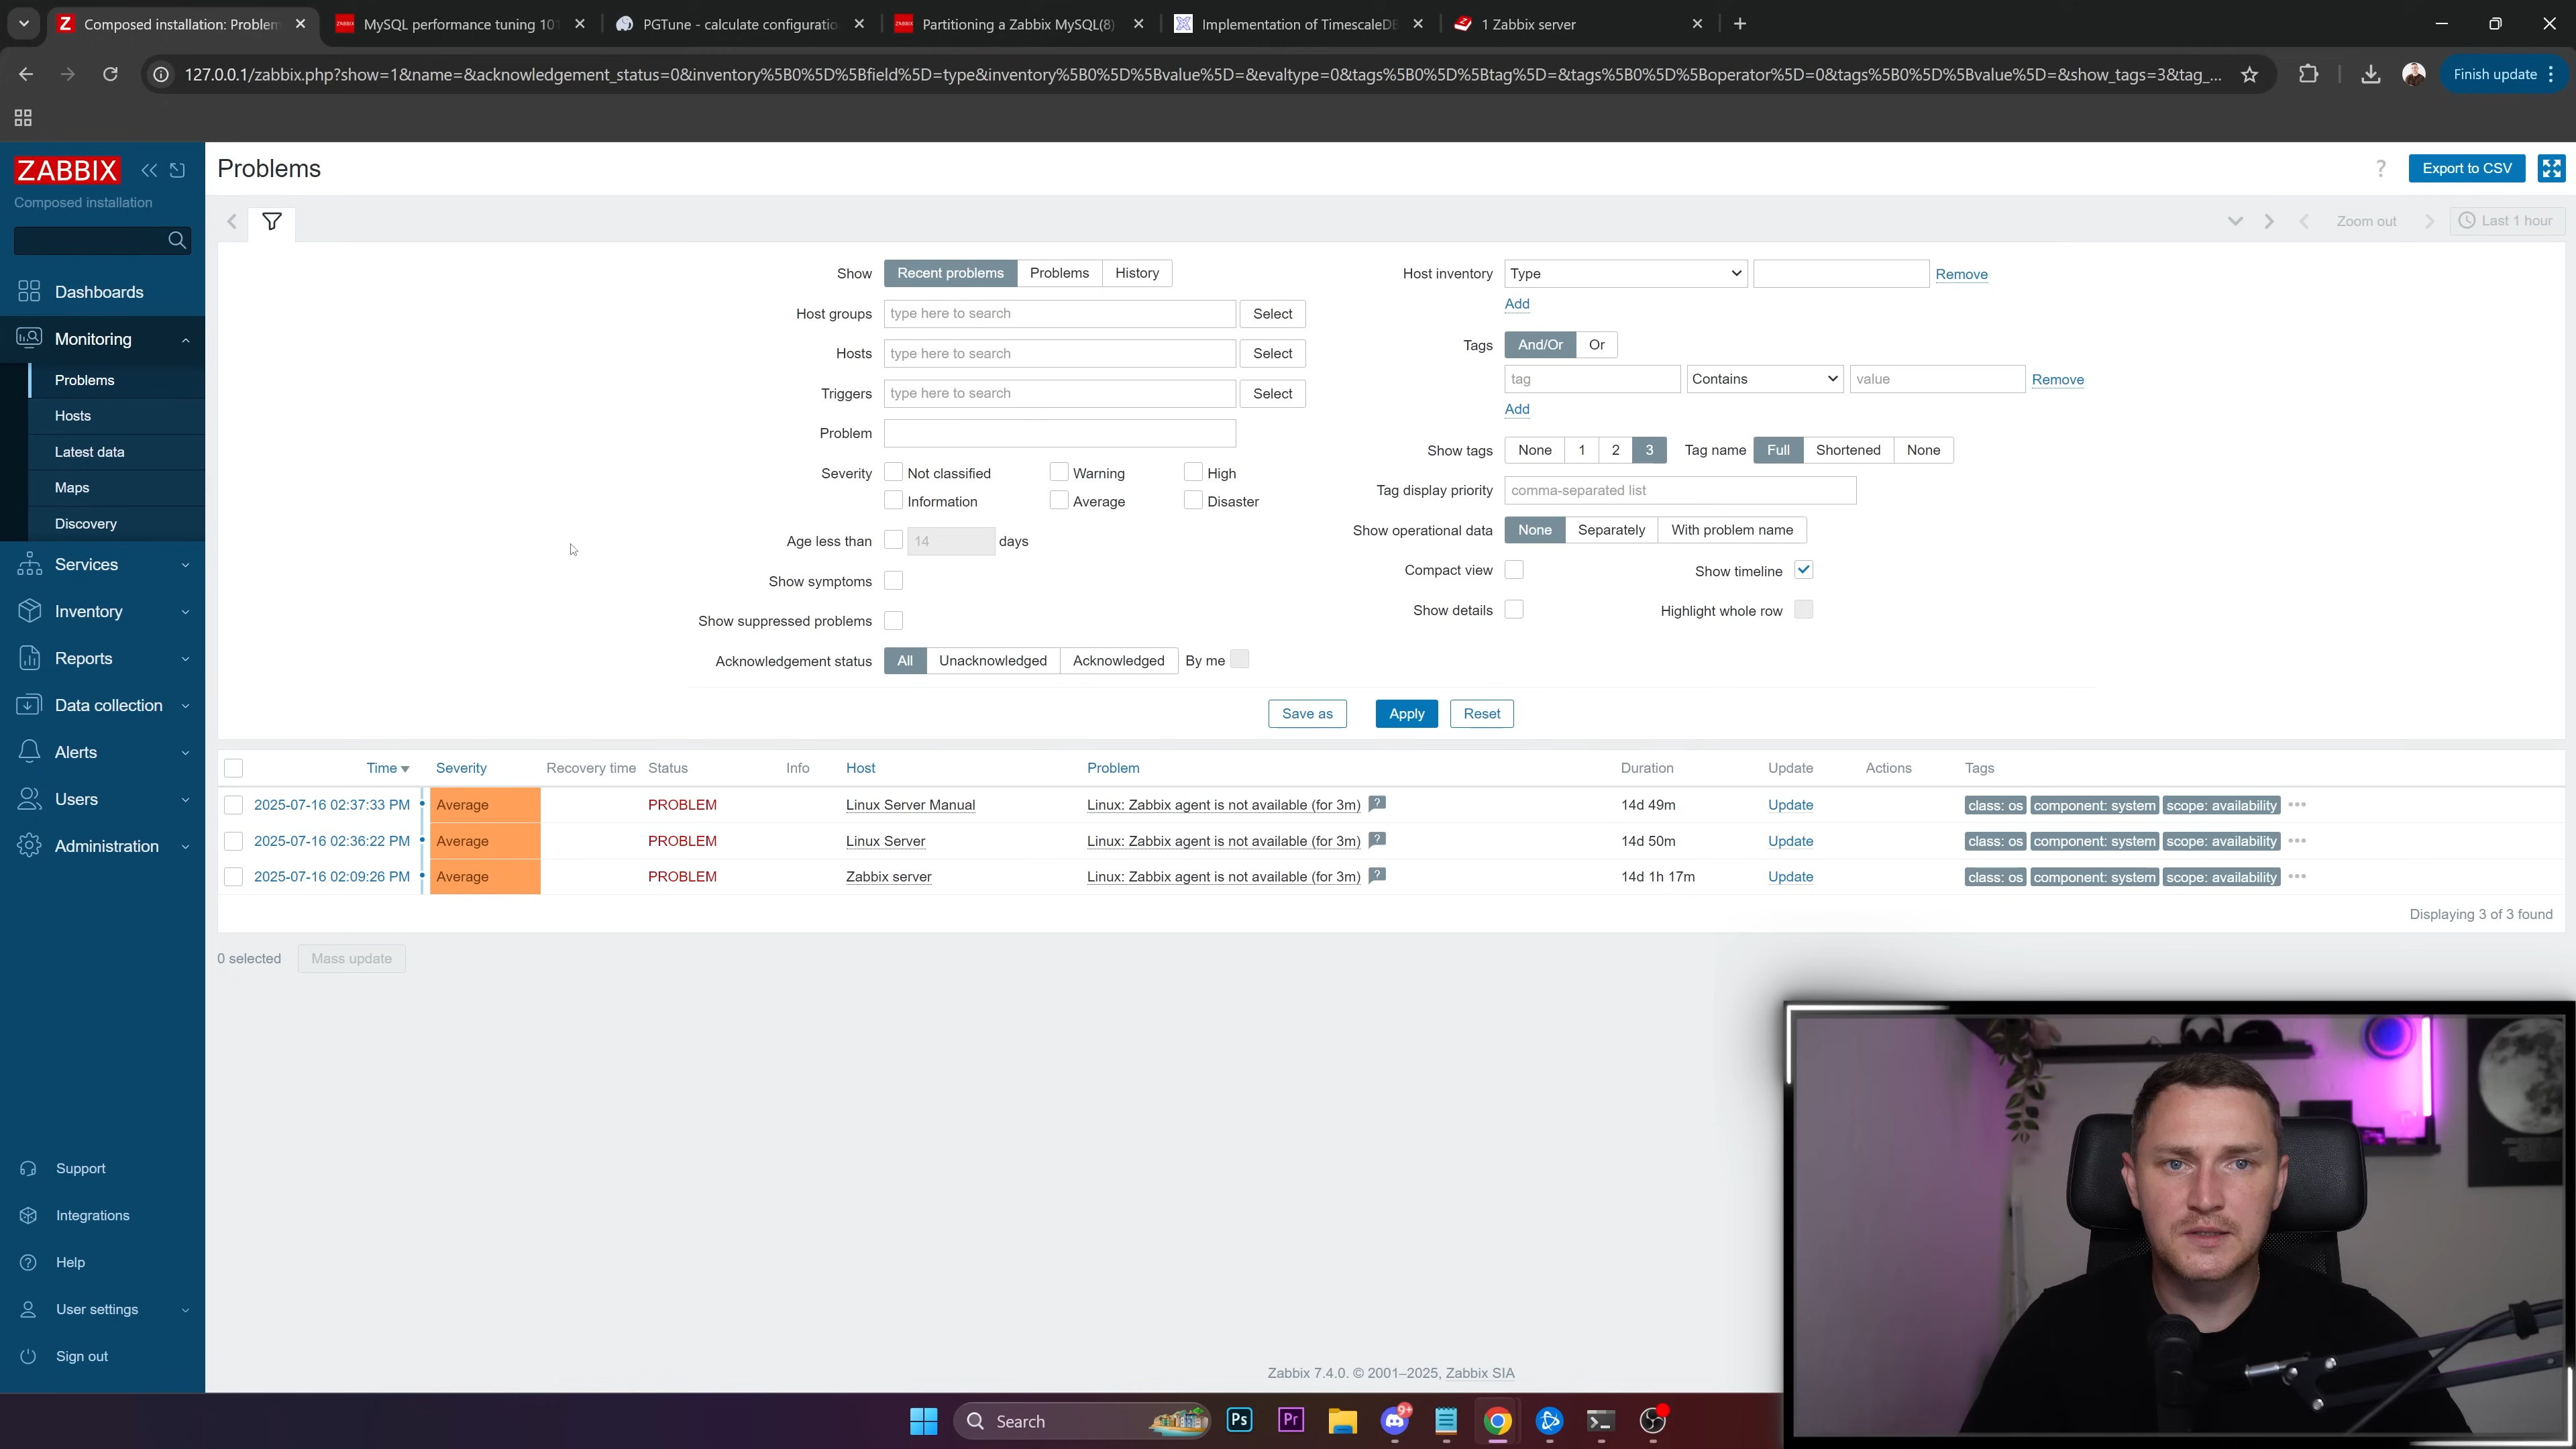 Composed installation: Problem
MySQL performance tuning 101
PGTune - calculate configuratio
Partitioning a Zabbix MySQL(8)
Implementation of TimescaleDB
1 Zabbix server
127.0.0.1/zabbix.php?show=1&name=&acknowledgement_status=0&inventory%5B0%5D%5Bfield%5D=type&inventory%5B0%5D%5Bvalue%5D=&evaltype=0&tags%5B0%5D%5Btag%5D=&tags%5B0%5D%5Boperator%5D=0&tags%5B0%5D%5Bvalue%5D=&show_tags=3&tag_...
Finish update
ZABBIX
Composed installation
Dashboards
Monitoring
Problems
Hosts
Latest data
Maps
Discovery
Services
Inventory
Reports
Data collection
Alerts
Users
Administration
Support
Integrations
Help
User settings
Sign out
Problems
? Export to CSV
Zoom out Last 1 hour
Show Recent problems Problems History
Host groups type here to search Select
Hosts type here to search Select
Triggers type here to search Select
Problem
Severity Not classified Warning High
Information Average Disaster
Age less than 14 days
Show symptoms
Show suppressed problems
Acknowledgement status All Unacknowledged Acknowledged By me
Host inventory Type Remove
Add
Tags And/Or Or
tag Contains value Remove
Add
Show tags None 1 2 3 Tag name Full Shortened None
Tag display priority comma-separated list
Show operational data None Separately With problem name
Compact view Show timeline
Show details Highlight whole row
Save as Apply Reset
Time Severity Recovery time Status Info Host Problem Duration Update Actions Tags
2025-07-16 02:37:33 PM Average PROBLEM Linux Server Manual Linux: Zabbix agent is not available (for 3m) ? 14d 49m Update class: os component: system scope: availability
2025-07-16 02:36:22 PM Average PROBLEM Linux Server Linux: Zabbix agent is not available (for 3m) ? 14d 50m Update class: os component: system scope: availability
2025-07-16 02:09:26 PM Average PROBLEM Zabbix server Linux: Zabbix agent is not available (for 3m) ? 14d 1h 17m Update class: os component: system scope: availability
Displaying 3 of 3 found
0 selected Mass update
Zabbix 7.4.0. © 2001–2025, Zabbix SIA
Search Ps Pr 9+